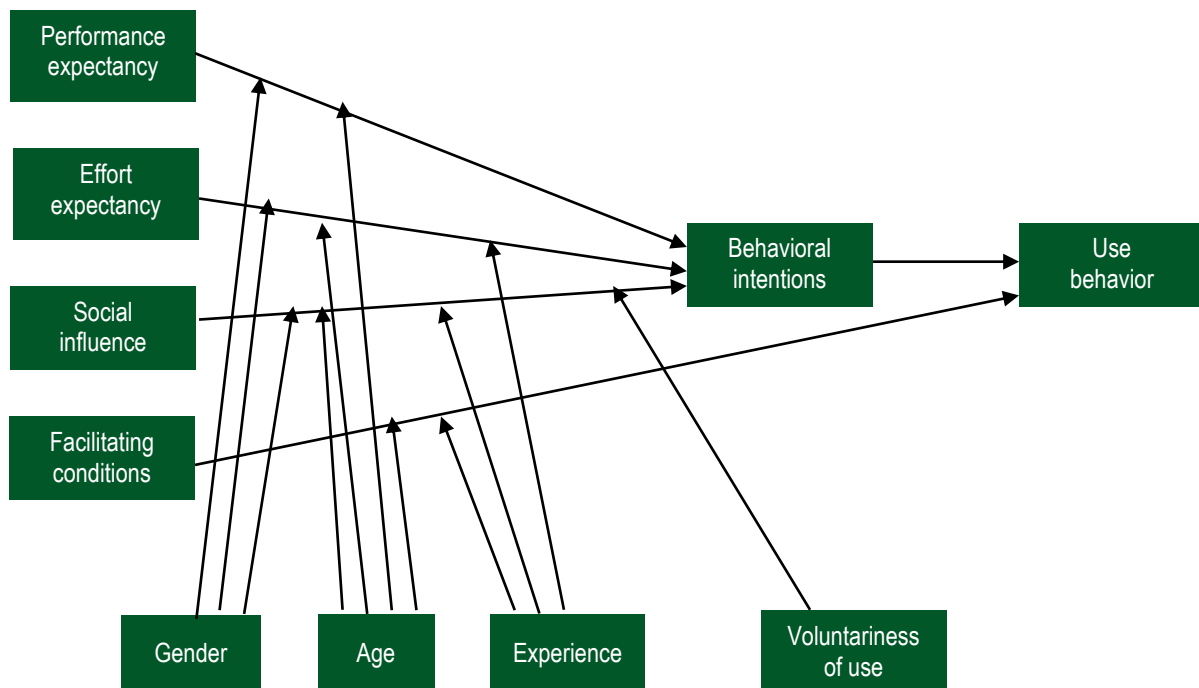 Performance
expectancy
Effort
expectancy
Social
influence
Facilitating
conditions
Behavioral
intentions
Use
behavior
Gender
Age
Experience
Voluntariness
of use